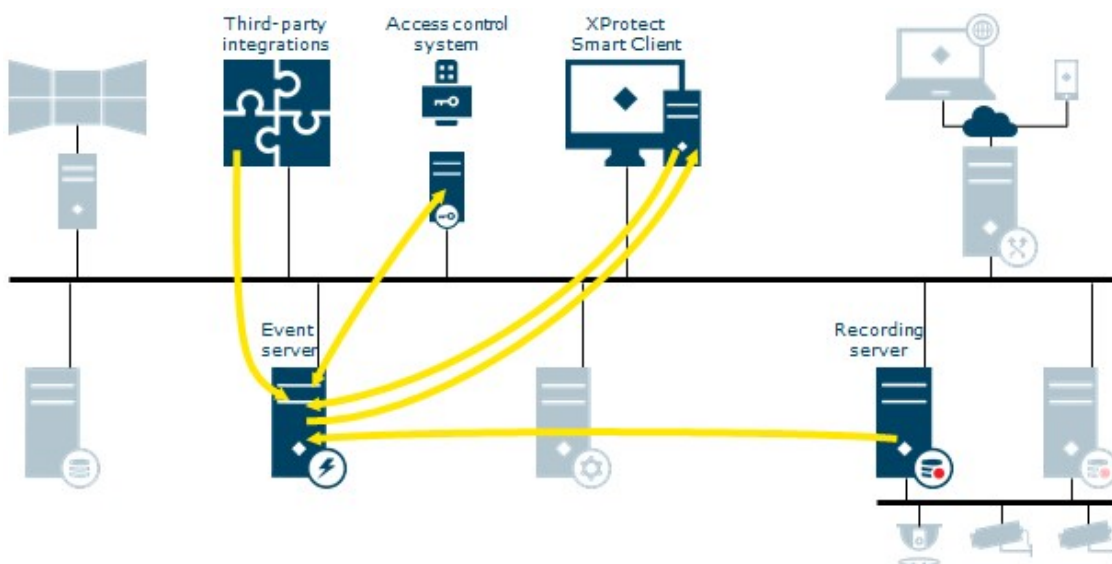 Third-party
integrations
Access control
system
XProtect
Smart Client
Event
server
Recording
server